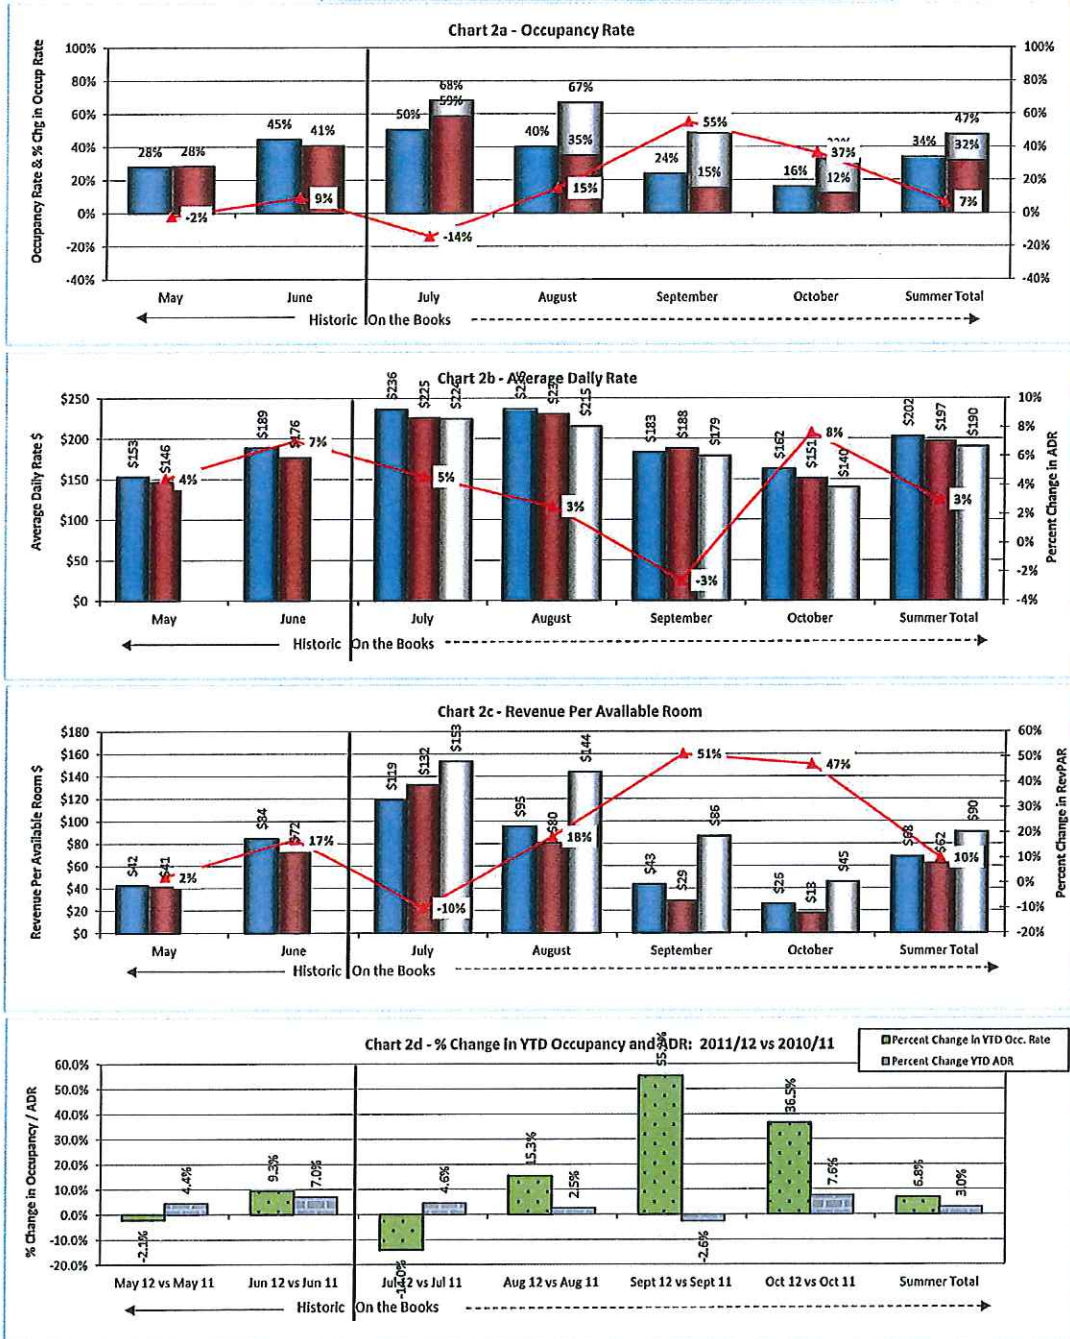 Chart 2a - Occupancy Rate
Occupancy Rate & % Chg in Occup Rate
100%
80%
60%
40%
20%
0%
-20%
-40%
100%
80%
60%
40%
20%
0%
-20%
-40%
28% 28% 45% 41% 50% 68% 59% 40% 67% 35% 24% 15% 16% 12% 34% 47% 32%
-2% 9% -14% 15% 55% 37% 7%
May June July August September October Summer Total
Historic On the Books
Chart 2b - Average Daily Rate
Average Daily Rate $
Percent Change in ADR
$250
$200
$150
$100
$50
$0
10%
8%
6%
4%
2%
0%
-2%
-4%
$153 $146 $189 $176 $236 $225 $224 $215 $183 $188 $179 $162 $151 $140 $202 $197 $190
4% 7% 5% 3% -3% 8% 3%
May June July August September October Summer Total
Historic On the Books
Chart 2c - Revenue Per Available Room
Revenue Per Available Room $
Percent Change in RevPAR
$180
$160
$140
$120
$100
$80
$60
$40
$20
$0
60%
50%
40%
30%
20%
10%
0%
-10%
-20%
$42 $41 $84 $72 $119 $132 $153 $95 $80 $144 $43 $29 $86 $26 $18 $45 $68 $62 $90
2% 17% -10% 18% 51% 47% 10%
May June July August September October Summer Total
Historic On the Books
Chart 2d - % Change in YTD Occupancy and ADR: 2011/12 vs 2010/11
Percent Change in YTD Occ. Rate
Percent Change YTD ADR
% Change in Occupancy / ADR
60.0%
50.0%
40.0%
30.0%
20.0%
10.0%
0.0%
-10.0%
-20.0%
-2.1% 4.4% 9.3% 7.0% -14.0% 4.6% 15.3% 2.5% -2.6% 36.5% 7.6% 6.8% 3.0%
May 12 vs May 11 Jun 12 vs Jun 11 Jul 12 vs Jul 11 Aug 12 vs Aug 11 Sept 12 vs Sept 11 Oct 12 vs Oct 11 Summer Total
Historic On the Books